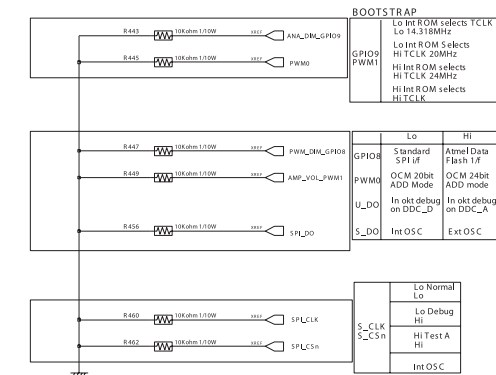 BOOTSTRAP
R443 10Kohm 1/10W XREF ANA_DIM_GPIO9
R445 10Kohm 1/10W XREF PWM0
GPIO9
PWM1
Lo Int ROM selects TCLK
Lo 14.318MHz
Lo Int ROM Selects
Hi TCLK 20MHz
Hi Int ROM selects
Hi TCLK 24MHz
Hi Int ROM selects
Hi TCLK
R447 10Kohm 1/10W XREF PWM_DIM_GPIO8
R449 10Kohm 1/10W XREF AMP_VOL_PWM1
R456 10Kohm 1/10W XREF SPI_DO
Lo Hi
GPIO8 Standard Atmel Data
SPI i/f Flash 1/f
PWM0 OCM 20bit OCM 24bit
ADD Mode ADD mode
U_DO In okt debug In okt debug
on DDC_D on DDC_A
S_DO Int OSC Ext OSC
R460 10Kohm 1/10W XREF SPI_CLK
R462 10Kohm 1/10W XREF SPI_CSn
S_CLK
S_CSn
Lo Normal
Lo
Lo Debug
Hi
Hi Test A
Hi
Int OSC